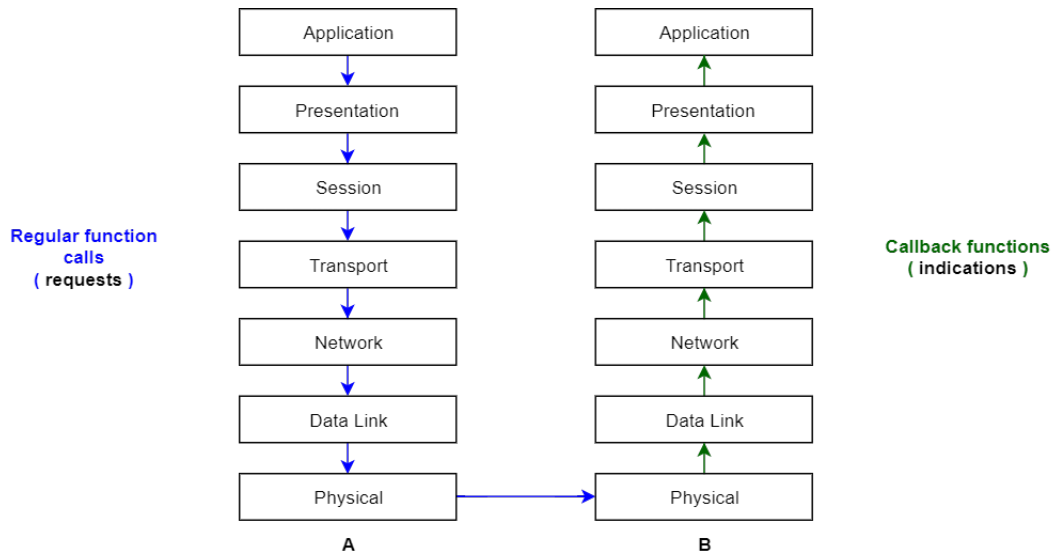 Application
Application
Presentation
Presentation
Session
Session
Regular function
calls
( requests )
Callback functions
( indications )
Transport
Transport
Network
Network
Data Link
Data Link
Physical
Physical
A
B